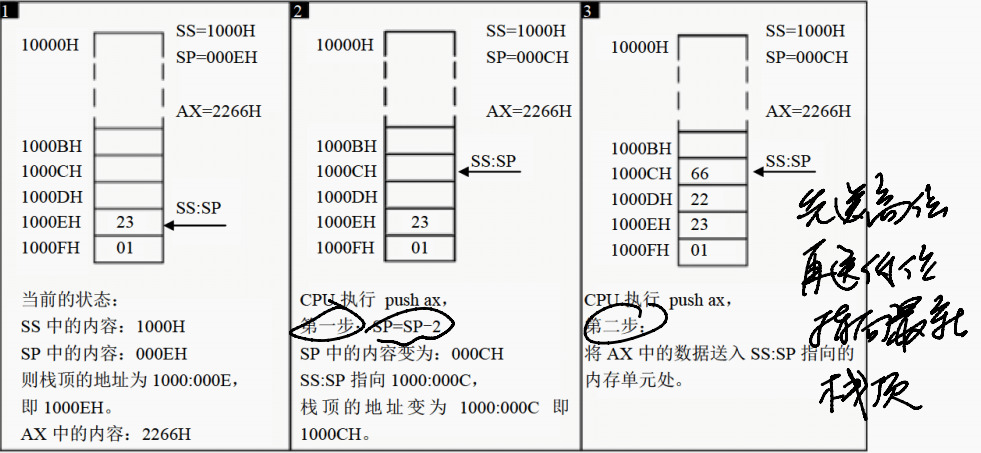 1
10000H
SS=1000H
SP=000EH
AX=2266H
1000BH
1000CH
1000DH
1000EH 23
1000FH 01
SS:SP
当前的状态：
SS 中的内容：1000H
SP 中的内容：000EH
则栈顶的地址为 1000:000E，
即 1000EH。
AX 中的内容：2266H
2
10000H
SS=1000H
SP=000CH
AX=2266H
1000BH
1000CH
1000DH
1000EH 23
1000FH 01
SS:SP
CPU 执行 push ax，
第一步：SP=SP−2
SP 中的内容变为：000CH
SS:SP 指向 1000:000C，
栈顶的地址变为 1000:000C 即
1000CH。
3
10000H
SS=1000H
SP=000CH
AX=2266H
1000BH
1000CH 66
1000DH 22
1000EH 23
1000FH 01
SS:SP
CPU 执行 push ax，
第二步：
将 AX 中的数据送入 SS:SP 指向的
内存单元处。
先送高位
再送低位
指向最新
栈顶